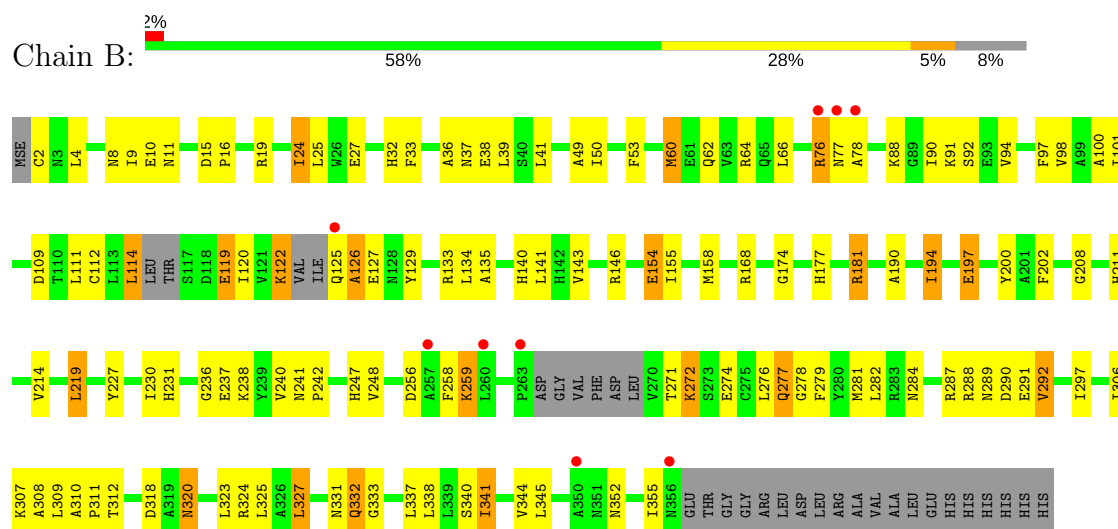 2%
Chain B:
58% 28% 5% 8%
MSE C2 N3 L4 N8 I9 E10 N11 D15 P16 R19 I24 L25 W26 E27 H32 F33 A36 N37 E38 L39 S40 L41 A49 I50 F53 M60 E61 Q62 V63 R64 Q65 L66 R76 N77 A78 K88 G89 I90 K91 S92 E93 V94 F97 V98 A99 A100
D109 T110 L111 C112 L113 L114 LEU THR S117 D118 E119 I120 V121 K122 VAL ILE Q125 A126 E127 N128 Y129 R133 L134 A135 H140 L141 H142 V143 R146 E154 I155 M158 R168 G174 H177 R181 A190 I194 E197 Y200 A201 F202 G208 H211
V214 L219 Y227 I230 H231 G236 E237 K238 Y239 V240 N241 P242 H247 V248 D256 A257 F258 K259 L260 P263 ASP GLY VAL PHE ASP LEU V270 T271 K272 S273 E274 C275 L276 Q277 G278 F279 Y280 M281 L282 R283 N284 R287 R288 N289 D290 E291 V292 I297
K307 A308 L309 A310 P311 T312 D318 A319 N320 L323 R324 L325 A326 L327 N331 Q332 G333 L337 L338 L339 S340 I341 V344 L345 A350 N351 N352 I355 N356 GLU THR GLY GLY ARG LEU ASP LEU ARG ALA VAL ALA LEU GLU HIS HIS HIS HIS HIS HIS